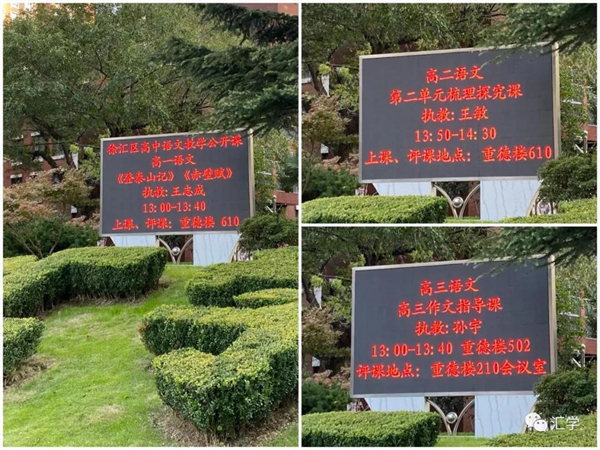 徐汇区高中语文教学公开课
高一语文
《登泰山记》《赤壁赋》
执教:王志成
13:00-13:40
上课、评课: 重德楼 610
高二语文
第二单元梳理探究课
执教:王敏
13:50-14:30
上课、评课地点: 重德楼610
高三语文
高三作文指导课
执教:孙宇
13:00-13:40 重德楼502
评课地点: 重德楼210会议室
汇学